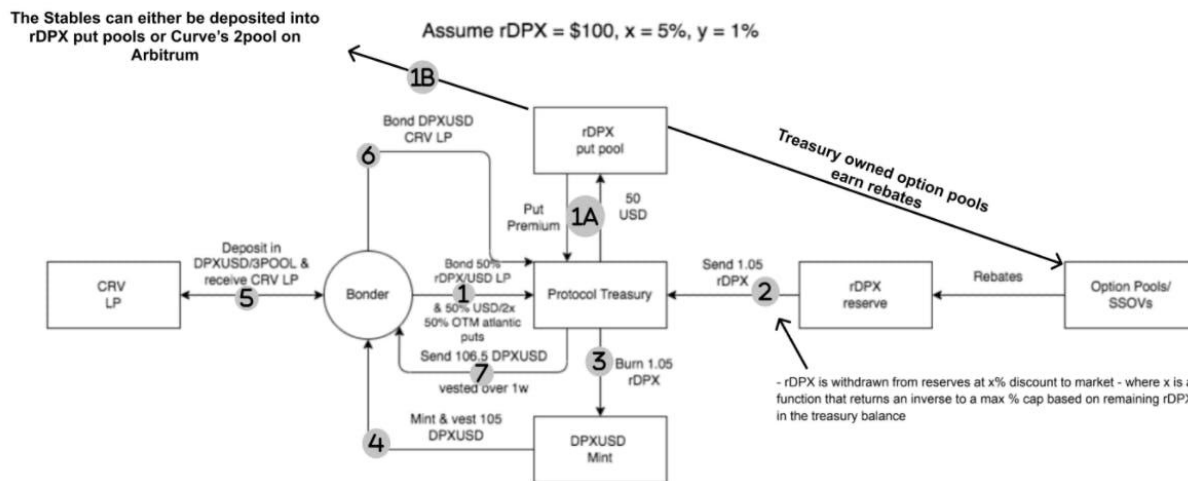 The Stables can either be deposited into
rDPX put pools or Curve's 2pool on
Arbitrum
Assume rDPX = $100, x = 5%, y = 1%
1B
Bond DPXUSD
CRV LP
6
rDPX
put pool
Treasury owned option pools
earn rebates
Put
Premium
1A
50
USD
Deposit in
DPXUSD/3POOL &
receive CRV LP
5
CRV
LP
Bonder
Bond 50%
rDPX/USD LP
1
& 50% USD/2x
50% OTM atlantic
puts
Protocol Treasury
Send 1.05
rDPX
2
rDPX
reserve
Rebates
Option Pools/
SSOVs
Send 106.5 DPXUSD
7
vested over 1w
3
Burn 1.05
rDPX
- rDPX is withdrawn from reserves at x% discount to market - where x is a
function that returns an inverse to a max % cap based on remaining rDPX
in the treasury balance
Mint & vest 105
DPXUSD
4
DPXUSD
Mint